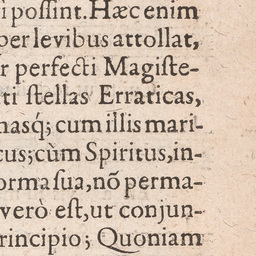 i poſſint. Hæc enim
per levibus attollat,
r perfecti Magiſte-
ti ſtellas Erraticas,
naſq́; cum illis mari-
cus; cùm Spiritus, in-
orma ſua, nõ perma-
verò eſt, ut conjun-
rincipio; Quoniam